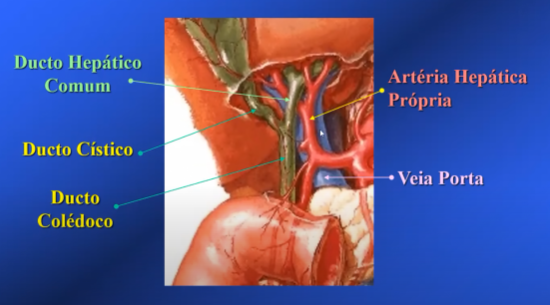 Ducto Hepático
Comum
Ducto Cístico
Ducto
Colédoco
Artéria Hepática
Própria
Veia Porta